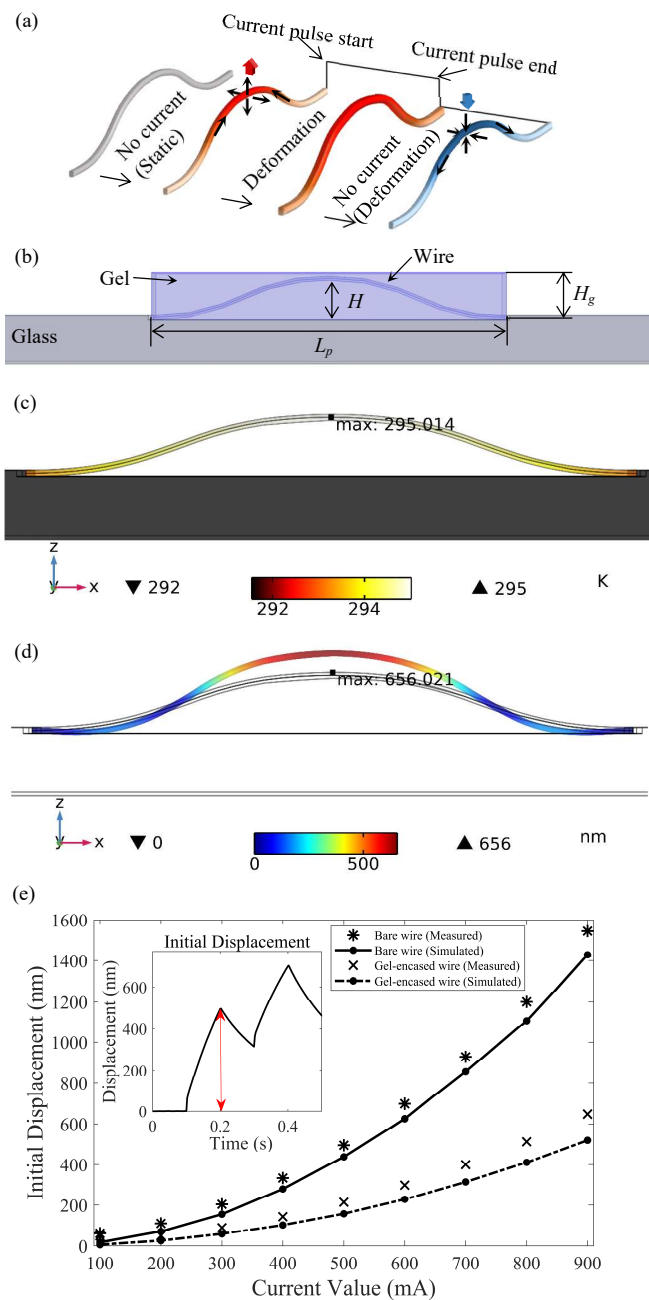 (a)
Current pulse start
Current pulse end
No current
(Static)
Deformation
No current
(Deformation)
(b)
Gel
Wire
H
H_g
Glass
L_p
(c)
max: 295.014
z
y
x
292
292
294
295
K
(d)
max: 656.021
z
y
x
0
0
500
656
nm
(e)
1600
1400
1200
1000
800
600
400
200
0
Initial Displacement (nm)
100
200
300
400
500
600
700
800
900
Current Value (mA)
Bare wire (Measured)
Bare wire (Simulated)
Gel-encased wire (Measured)
Gel-encased wire (Simulated)
Initial Displacement
Displacement (nm)
600
400
200
0
0
0.2
0.4
Time (s)